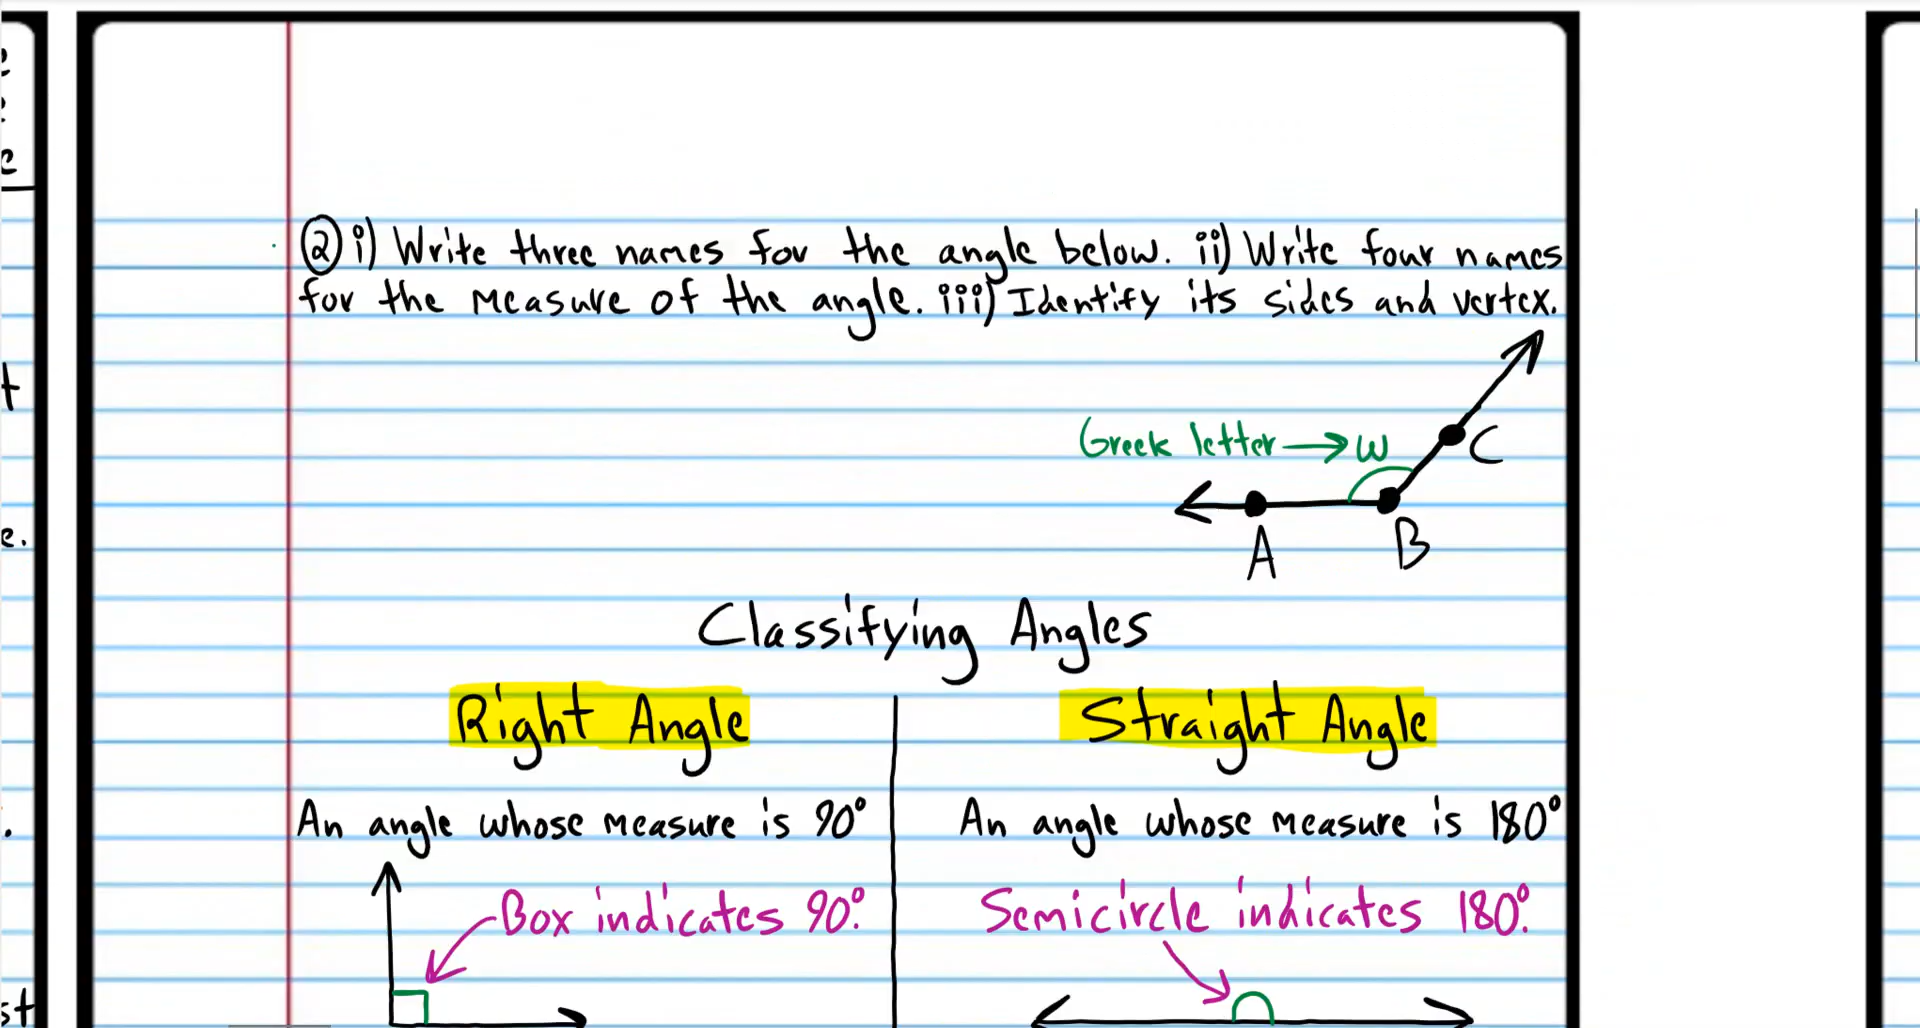 ② i) Write three names for the angle below. ii) Write four names
for the measure of the angle. iii) Identify its sides and vertex.
Greek letter → ω
C
A
B
Classifying Angles
Right Angle
Straight Angle
An angle whose measure is 90°
An angle whose measure is 180°
Box indicates 90°.
Semicircle indicates 180°.
e.
st